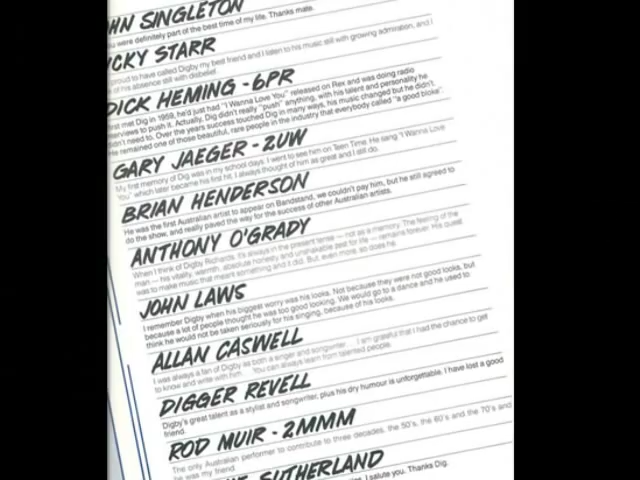 HN SINGLETON
u were definitely part of the best time of my life. Thanks mate.
ICKY STARR
proud to have called Digby my best friend and I listen to his music still with growing admiration, and I
e of his absence still with disbelief.
DICK HEMING - 6PR
first met Dig in 1959, he'd just had "I Wanna Love You" released on Rex and was doing radio
terviews to push it. Actually, Dig didn't really "push" anything, with his talent and personality he
didn't need to. Over the years success touched Dig in many ways, his music changed but he didn't.
He remained one of those beautiful, rare people in the industry that everybody called "a good bloke".
GARY JAEGER - 2UW
My first memory of Dig was in my school days. I went to see him on Teen Time. He sang "I Wanna Love
You" which later became his first hit. I always thought of him as great and I still do.
BRIAN HENDERSON
He was the first Australian artist to appear on Bandstand, we couldn't pay him, but he still agreed to
do the show, and really paved the way for the success of other Australian artists.
ANTHONY O'GRADY
When I think of Digby Richards, it's always in the present tense — not as a memory. The feeling of the
man — his vitality, warmth, absolute honesty and unshakable zest for life — remains forever. His quest
was to make music that meant something and it did. But even more, so does he.
JOHN LAWS
I remember Digby when his biggest worry was his looks. Not because they were not good looks, but
because a lot of people thought he was too good looking. We would go to a dance and he used to
think he would not be taken seriously for his singing, because of his looks.
ALLAN CASWELL
I was always a fan of Digby as both a singer and songwriter . . . I am grateful that I had the chance to get
to know and write with him. You can always learn from talented people.
DIGGER REVELL
Digby's great talent as a stylist and songwriter, plus his dry humour is unforgettable. I have lost a good
friend.
ROD MUIR - 2MMM
The only Australian performer to contribute to three decades, the 50's, the 60's and the 70's and
he was my friend.
SUTHERLAND
I salute you. Thanks Dig.